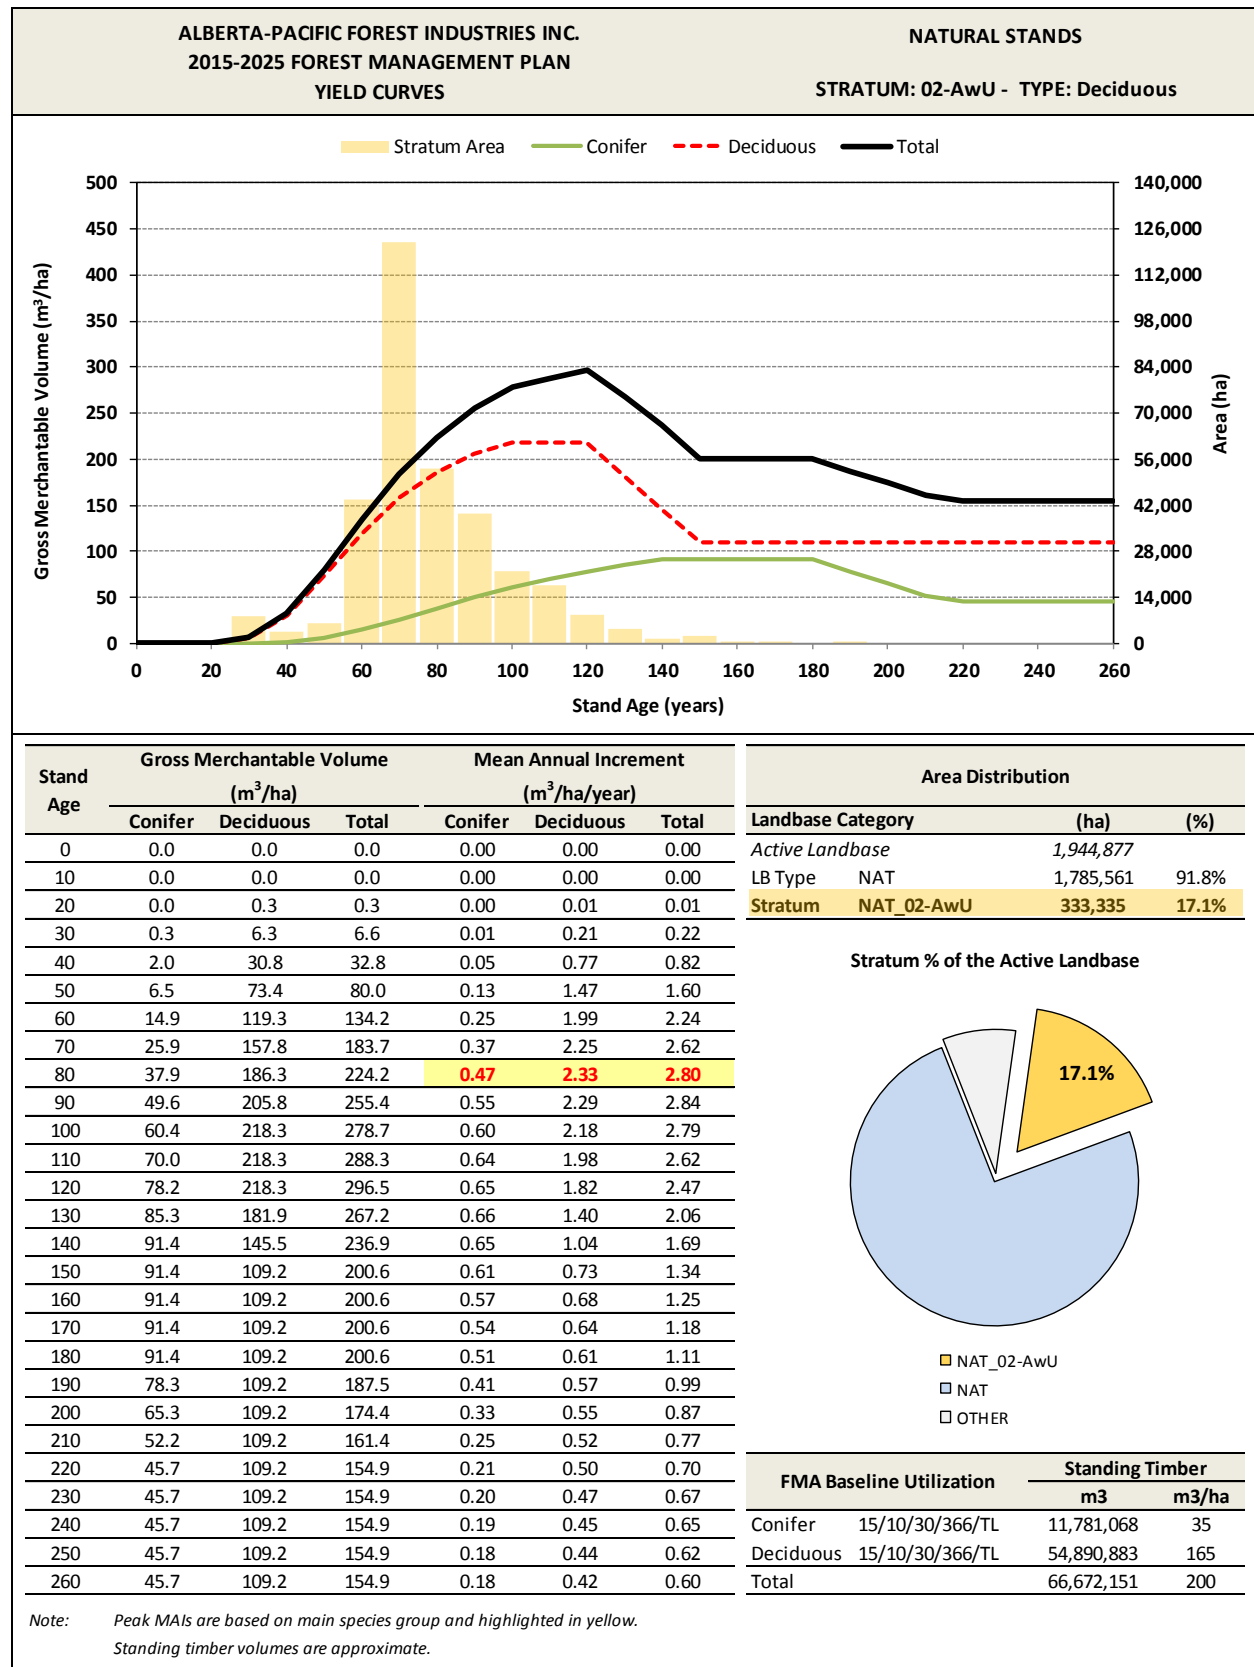 ALBERTA-PACIFIC FOREST INDUSTRIES INC.
2015-2025 FOREST MANAGEMENT PLAN
YIELD CURVES
NATURAL STANDS
STRATUM: 02-AwU - TYPE: Deciduous
Stratum Area Conifer Deciduous Total
Gross Merchantable Volume (m³/ha)
500
450
400
350
300
250
200
150
100
50
0
140,000
126,000
112,000
98,000
84,000
70,000
56,000
42,000
28,000
14,000
0
Area (ha)
0 20 40 60 80 100 120 140 160 180 200 220 240 260
Stand Age (years)
Stand Age Gross Merchantable Volume (m³/ha) Mean Annual Increment (m³/ha/year)
Conifer Deciduous Total Conifer Deciduous Total
0 0.0 0.0 0.0 0.00 0.00 0.00
10 0.0 0.0 0.0 0.00 0.00 0.00
20 0.0 0.3 0.3 0.00 0.01 0.01
30 0.3 6.3 6.6 0.01 0.21 0.22
40 2.0 30.8 32.8 0.05 0.77 0.82
50 6.5 73.4 80.0 0.13 1.47 1.60
60 14.9 119.3 134.2 0.25 1.99 2.24
70 25.9 157.8 183.7 0.37 2.25 2.62
80 37.9 186.3 224.2 0.47 2.33 2.80
90 49.6 205.8 255.4 0.55 2.29 2.84
100 60.4 218.3 278.7 0.60 2.18 2.79
110 70.0 218.3 288.3 0.64 1.98 2.62
120 78.2 218.3 296.5 0.65 1.82 2.47
130 85.3 181.9 267.2 0.66 1.40 2.06
140 91.4 145.5 236.9 0.65 1.04 1.69
150 91.4 109.2 200.6 0.61 0.73 1.34
160 91.4 109.2 200.6 0.57 0.68 1.25
170 91.4 109.2 200.6 0.54 0.64 1.18
180 91.4 109.2 200.6 0.51 0.61 1.11
190 78.3 109.2 187.5 0.41 0.57 0.99
200 65.3 109.2 174.4 0.33 0.55 0.87
210 52.2 109.2 161.4 0.25 0.52 0.77
220 45.7 109.2 154.9 0.21 0.50 0.70
230 45.7 109.2 154.9 0.20 0.47 0.67
240 45.7 109.2 154.9 0.19 0.45 0.65
250 45.7 109.2 154.9 0.18 0.44 0.62
260 45.7 109.2 154.9 0.18 0.42 0.60
Area Distribution
Landbase Category (ha) (%)
Active Landbase 1,944,877
LB Type NAT 1,785,561 91.8%
Stratum NAT_02-AwU 333,335 17.1%
Stratum % of the Active Landbase
17.1%
NAT_02-AwU
NAT
OTHER
FMA Baseline Utilization Standing Timber
m3 m3/ha
Conifer 15/10/30/366/TL 11,781,068 35
Deciduous 15/10/30/366/TL 54,890,883 165
Total 66,672,151 200
Note: Peak MAIs are based on main species group and highlighted in yellow.
Standing timber volumes are approximate.